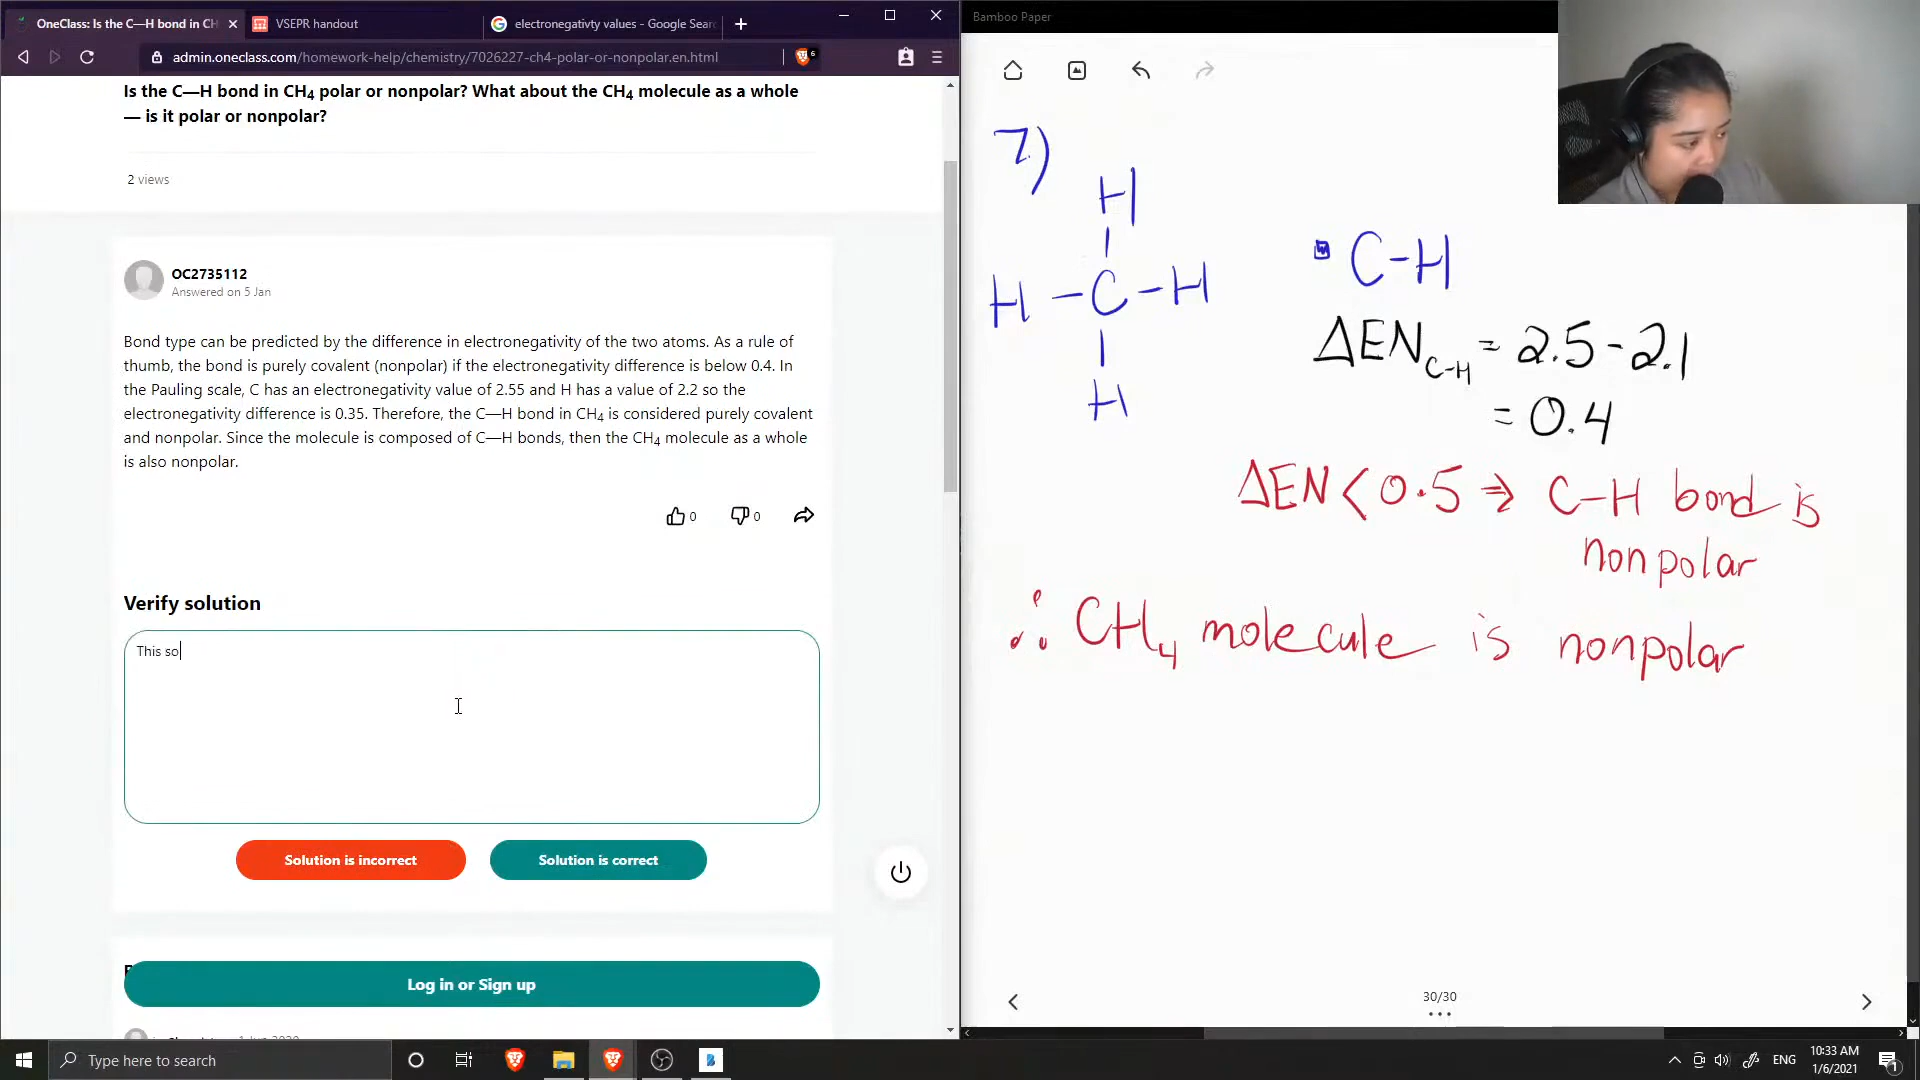 OneClass: Is the C—H bond in CH
VSEPR handout
electronegativty values - Google Sear
admin.oneclass.com/homework-help/chemistry/7026227-ch4-polar-or-nonpolar.en.html
6
Is the C—H bond in CH4 polar or nonpolar? What about the CH4 molecule as a whole
— is it polar or nonpolar?
2 views
OC2735112
Answered on 5 Jan
Bond type can be predicted by the difference in electronegativity of the two atoms. As a rule of
thumb, the bond is purely covalent (nonpolar) if the electronegativity difference is below 0.4. In
the Pauling scale, C has an electronegativity value of 2.55 and H has a value of 2.2 so the
electronegativity difference is 0.35. Therefore, the C—H bond in CH4 is considered purely covalent
and nonpolar. Since the molecule is composed of C—H bonds, then the CH4 molecule as a whole
is also nonpolar.
0
0
Verify solution
This so
Solution is incorrect
Solution is correct
Log in or Sign up
Bamboo Paper
7)
H
H-C-H
H
C-H
ΔEN C-H = 2.5-2.1
= 0.4
ΔEN < 0.5 ⇒ C-H bond is
nonpolar
∴ CH4 molecule is nonpolar
30/30
Type here to search
ENG
10:33 AM
1/6/2021
1